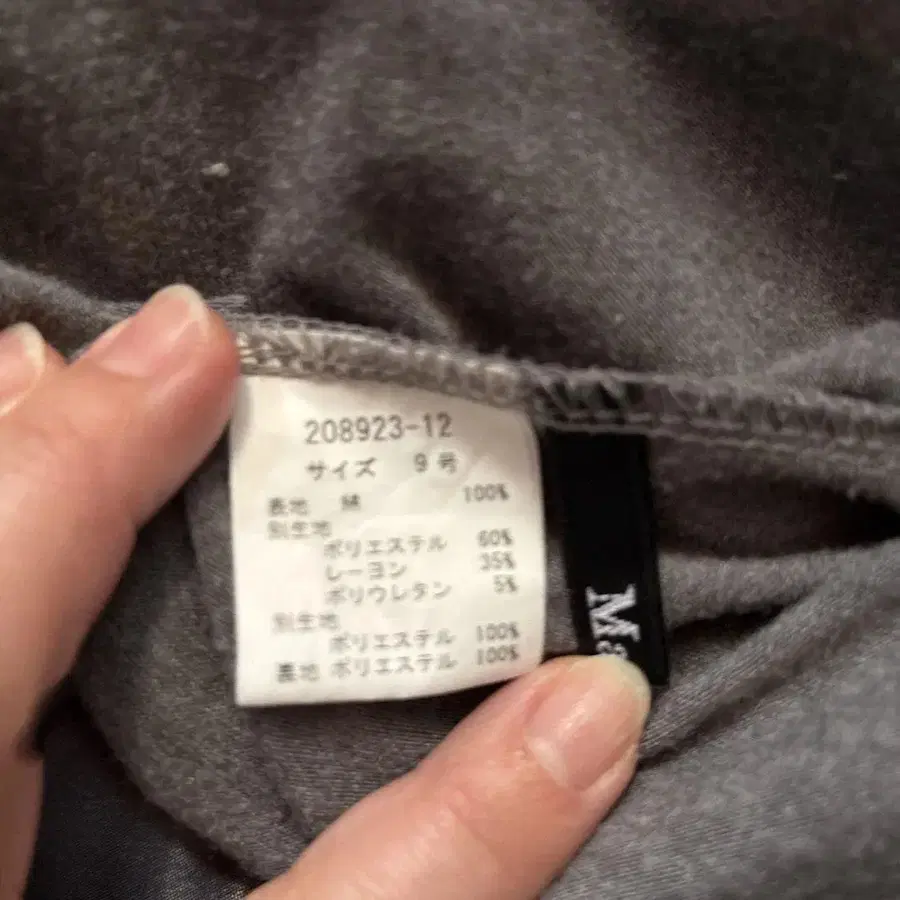 208923-12
サイズ 9号
表地 綿 100%
別生地
ポリエステル 60%
レーヨン 35%
ポリウレタン 5%
別生地
ポリエステル 100%
裏地 ポリエステル 100%
Ma